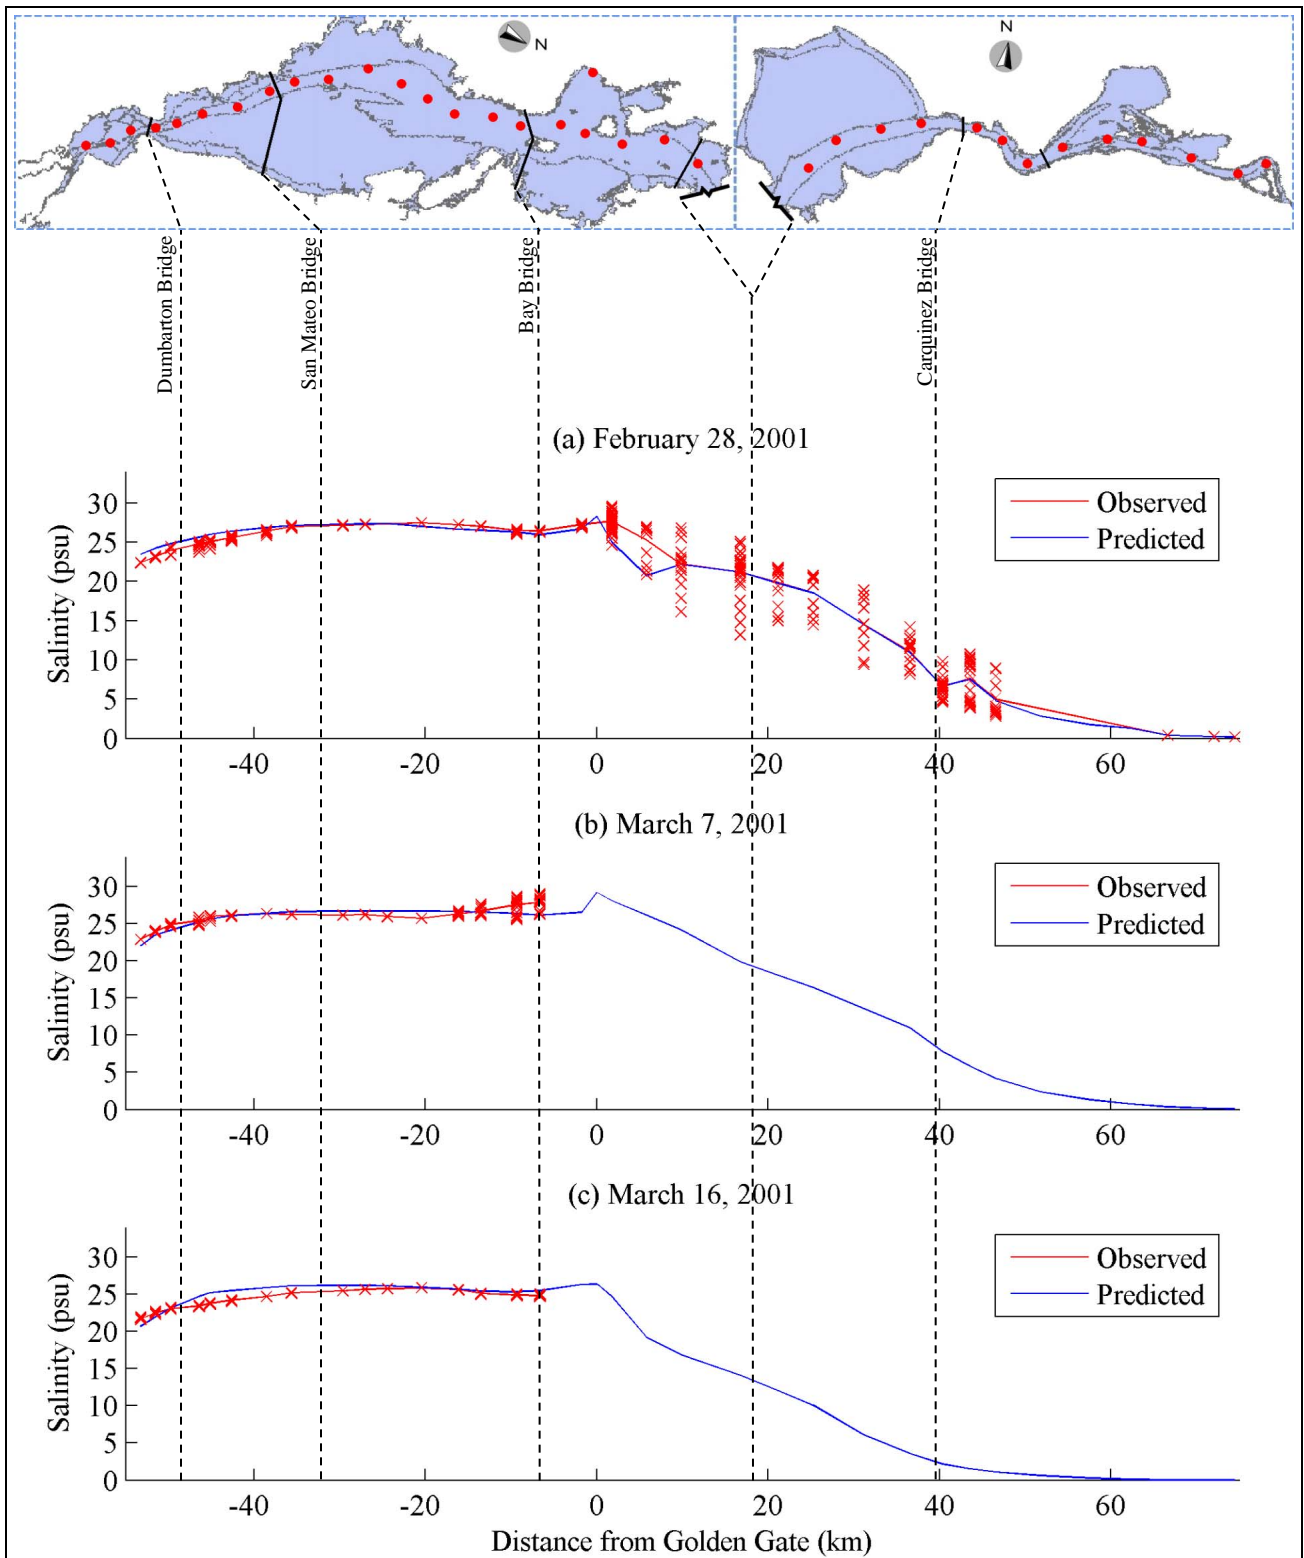 N
N
Dumbarton Bridge
San Mateo Bridge
Bay Bridge
Carquinez Bridge
(a) February 28, 2001
Salinity (psu)
30
25
20
15
10
5
0
-40 -20 0 20 40 60
Observed
Predicted
(b) March 7, 2001
Salinity (psu)
30
25
20
15
10
5
0
-40 -20 0 20 40 60
Observed
Predicted
(c) March 16, 2001
Salinity (psu)
30
25
20
15
10
5
0
-40 -20 0 20 40 60
Observed
Predicted
Distance from Golden Gate (km)